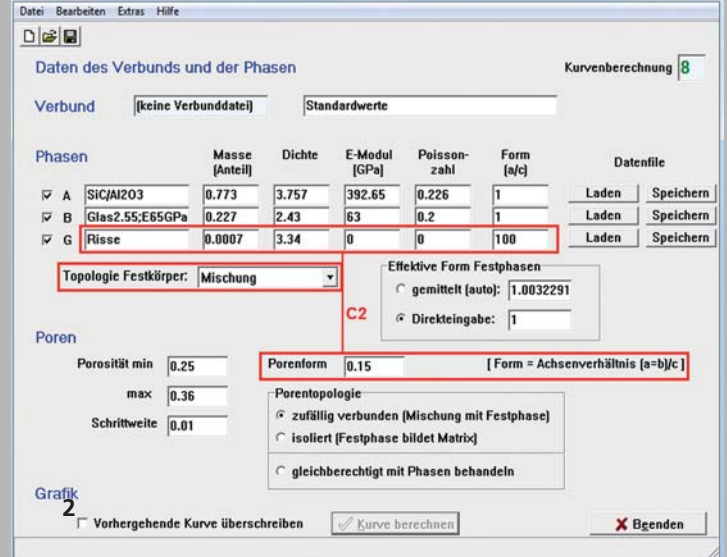 Datei Bearbeiten Extras Hilfe
Daten des Verbunds und der Phasen
Kurvenberechnung 8
Verbund (keine Verbunddatei) Standardwerte
Phasen Masse (Anteil) Dichte E-Modul [GPa] Poisson-zahl Form (a/c) Datenfile
A SiC/Al2O3 0.773 3.757 392.65 0.226 1 Laden Speichern
B Glas2.55;E65GPa 0.227 2.43 63 0.2 1 Laden Speichern
G Risse 0.0007 3.34 0 0 100 Laden Speichern
Topologie Festkörper: Mischung
Effektive Form Festphasen
gemittelt (auto): 1.0032291
Direkteingabe: 1
C2
Poren
Porosität min 0.25
Porenform 0.15 [ Form = Achsenverhältnis (a=b)/c ]
max 0.36
Schrittweite 0.01
Porentopologie
zufällig verbunden (Mischung mit Festphase)
isoliert (Festphase bildet Matrix)
gleichberechtigt mit Phasen behandeln
Grafik
2
Vorhergehende Kurve überschreiben Kurve berechnen Beenden